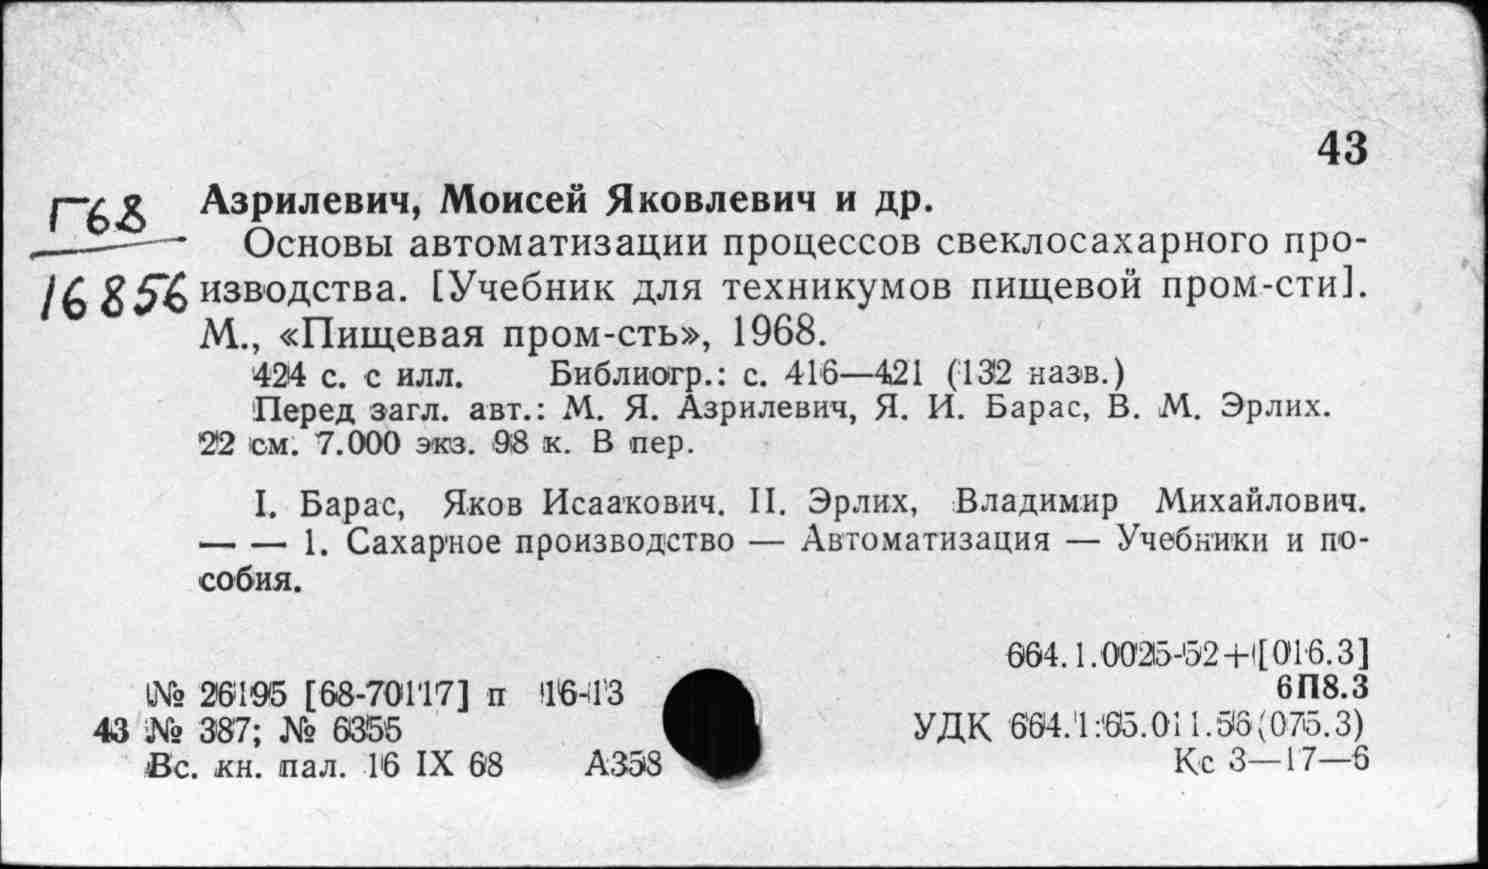 43
Г68
16856
Азрилевич, Моисей Яковлевич и др.
Основы автоматизации процессов свеклосахарного про-
изводства. [Учебник для техникумов пищевой пром-сти].
М., «Пищевая пром-сть», 1968.
424 с. с илл. Библиогр.: с. 416—421 (132 назв.)
Перед загл. авт.: М. Я. Азрилевич, Я. И. Барас, В. М. Эрлих.
22 см. 7.000 экз. 98 к. В пер.
I. Барас, Яков Исаакович. II. Эрлих, Владимир Михайлович.
— — 1. Сахарное производство — Автоматизация — Учебники и по-
собия.
664.1.0025-52+[016.3]
6П8.3
№ 26195 [68-70117] п 16-13
43 № 387; № 6355
УДК 664.1:65.011.56(075.3)
Вс. кн. пал. 16 IX 68 А358
Кс 3—17—6